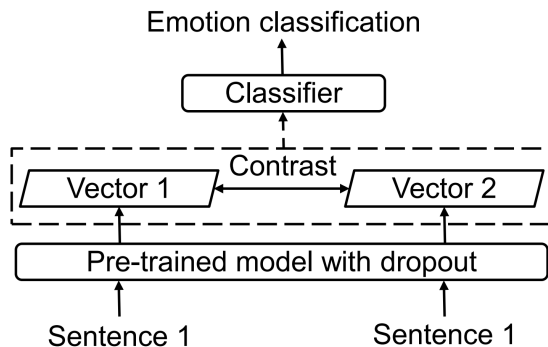 Emotion classification
Classifier
Contrast
Vector 1
Vector 2
Pre-trained model with dropout
Sentence 1
Sentence 1